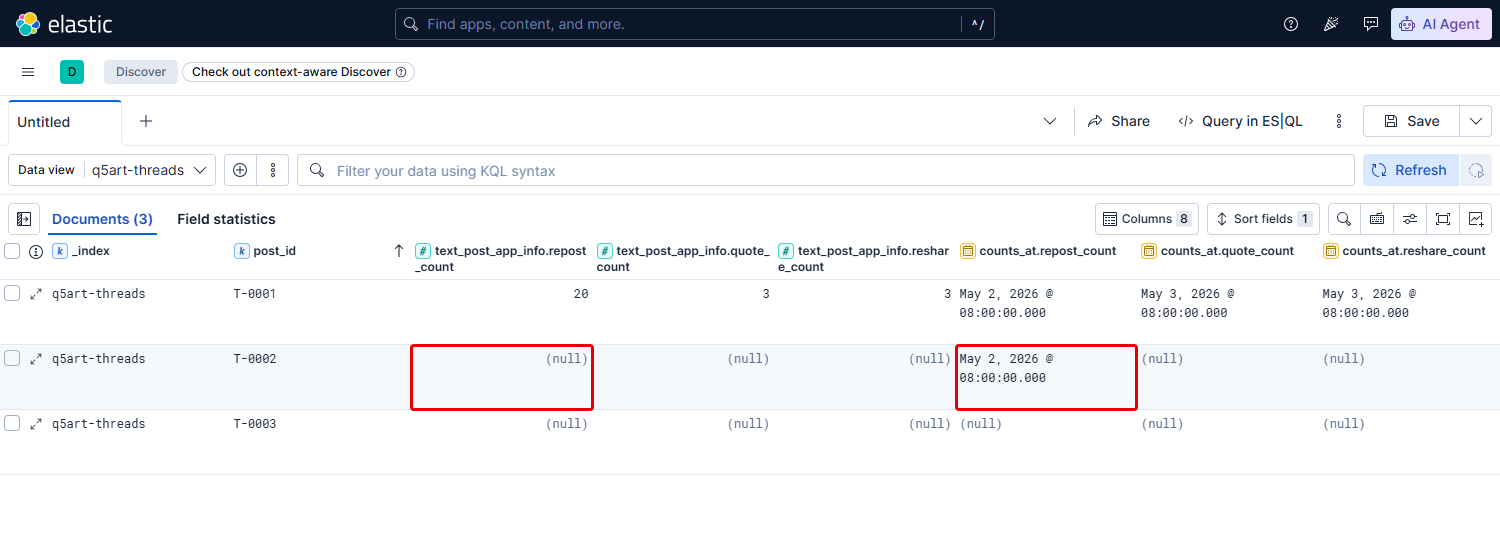 elastic
Find apps, content, and more.
^/
AI Agent
D
Discover
Check out context-aware Discover
Untitled
Share
Query in ES|QL
Save
Data view
q5art-threads
Filter your data using KQL syntax
Refresh
Documents (3)
Field statistics
Columns 8
Sort fields 1
k _index
k post_id
# text_post_app_info.repost
_count
# text_post_app_info.quote_
count
# text_post_app_info.reshar
e_count
counts_at.repost_count
counts_at.quote_count
counts_at.reshare_count
q5art-threads T-0001 20 3 3 May 2, 2026 @ May 3, 2026 @ May 3, 2026 @
08:00:00.000 08:00:00.000 08:00:00.000
q5art-threads T-0002 (null) (null) (null) May 2, 2026 @ (null) (null)
08:00:00.000
q5art-threads T-0003 (null) (null) (null) (null) (null) (null)